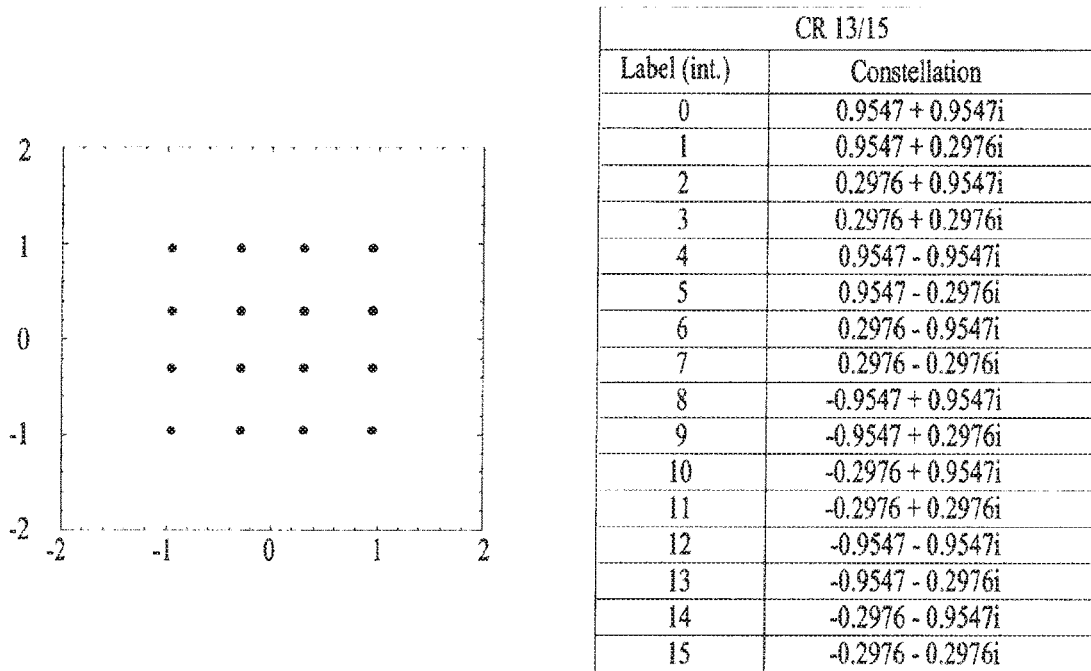 2
1
0
-1
-2
-2 -1 0 1 2
CR 13/15
Label (int.) Constellation
0 0.9547 + 0.9547i
1 0.9547 + 0.2976i
2 0.2976 + 0.9547i
3 0.2976 + 0.2976i
4 0.9547 - 0.9547i
5 0.9547 - 0.2976i
6 0.2976 - 0.9547i
7 0.2976 - 0.2976i
8 -0.9547 + 0.9547i
9 -0.9547 + 0.2976i
10 -0.2976 + 0.9547i
11 -0.2976 + 0.2976i
12 -0.9547 - 0.9547i
13 -0.9547 - 0.2976i
14 -0.2976 - 0.9547i
15 -0.2976 - 0.2976i